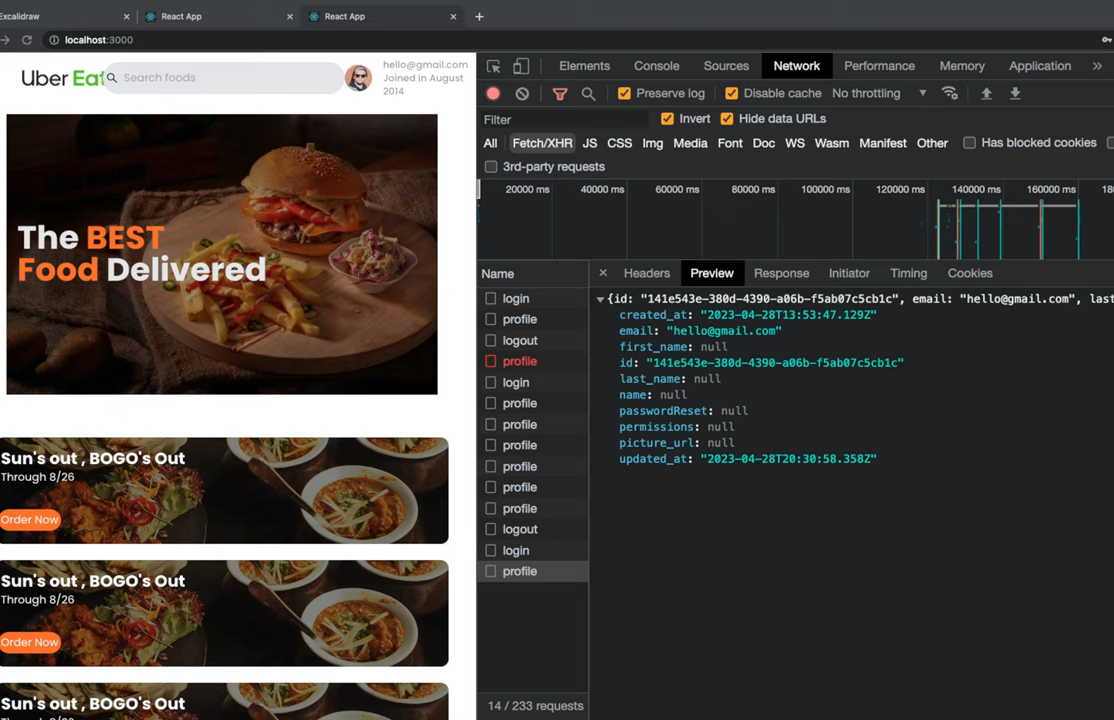 Excalidraw
React App
React App
localhost:3000
Uber Eat
Search foods
hello@gmail.com
Joined in August
2014
The BEST
Food Delivered
Sun's out , BOGO's Out
Through 8/26
Order Now
Sun's out , BOGO's Out
Through 8/26
Order Now
Sun's out , BOGO's Out
Elements Console Sources Network Performance Memory Application
Preserve log Disable cache No throttling
Filter Invert Hide data URLs
All Fetch/XHR JS CSS Img Media Font Doc WS Wasm Manifest Other Has blocked cookies
3rd-party requests
20000 ms 40000 ms 60000 ms 80000 ms 100000 ms 120000 ms 140000 ms 160000 ms 18
Name
login
profile
logout
profile
login
profile
profile
profile
profile
profile
profile
logout
login
profile
14 / 233 requests
Headers Preview Response Initiator Timing Cookies
{id: "141e543e-380d-4390-a06b-f5ab07c5cb1c", email: "hello@gmail.com", last
created_at: "2023-04-28T13:53:47.129Z"
email: "hello@gmail.com"
first_name: null
id: "141e543e-380d-4390-a06b-f5ab07c5cb1c"
last_name: null
name: null
passwordReset: null
permissions: null
picture_url: null
updated_at: "2023-04-28T20:30:58.358Z"